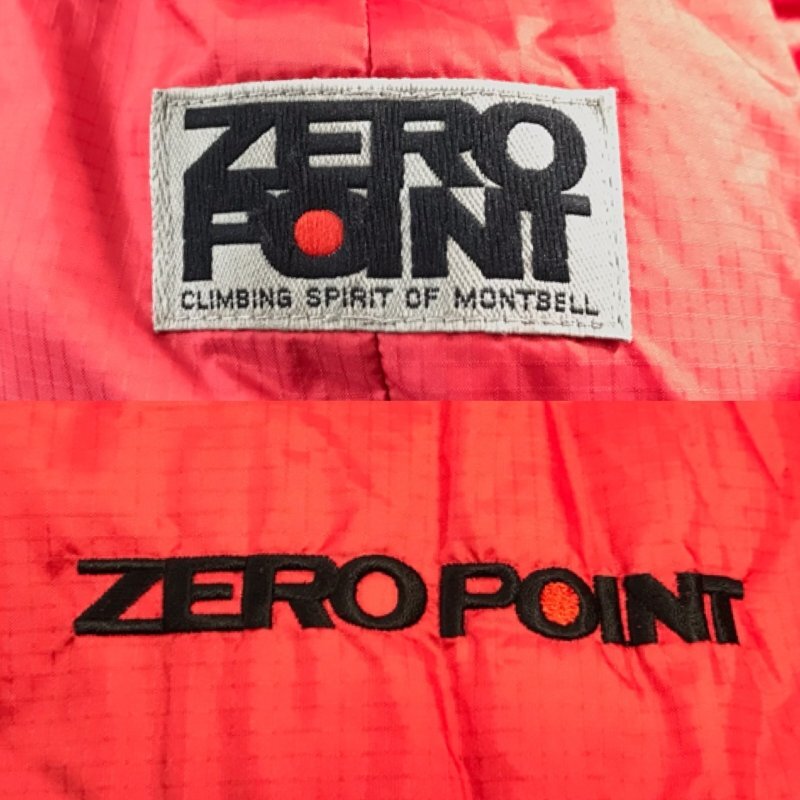 ZERO
POINT
CLIMBING SPIRIT OF MONTBELL
ZERO POINT